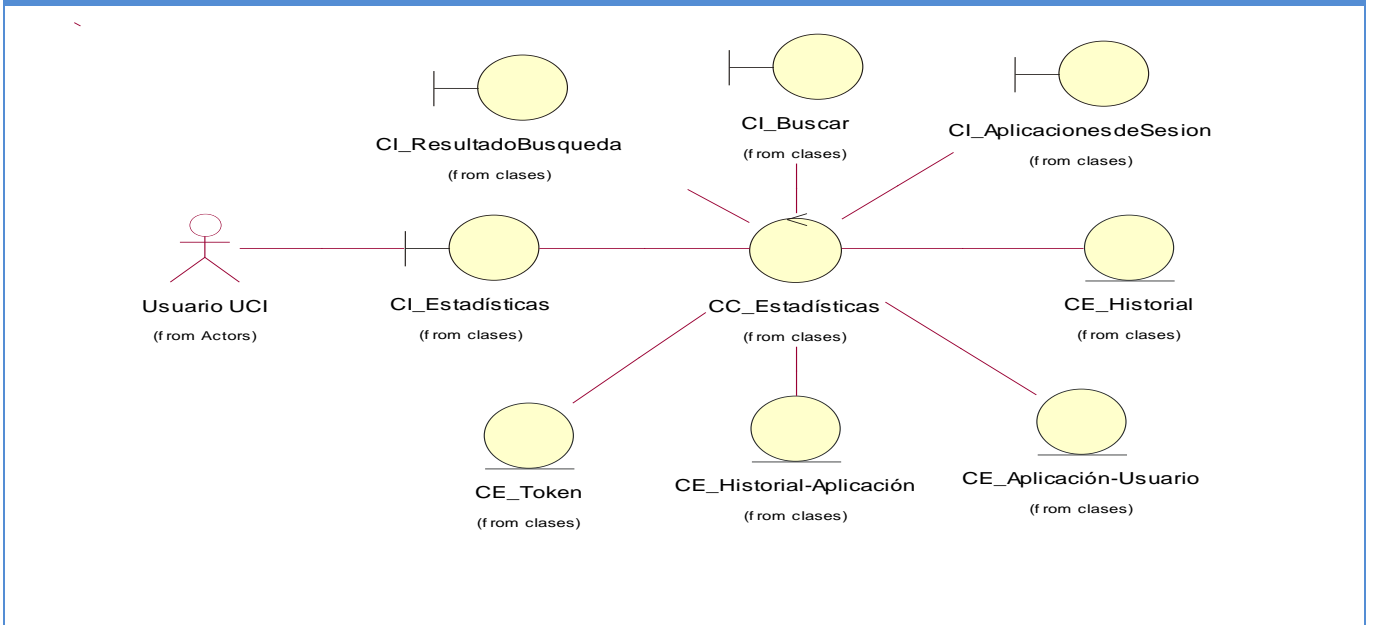 CI_ResultadoBusqueda
(from clases)
CI_Buscar
(from clases)
CI_AplicacionesdeSesion
(from clases)
Usuario UCI
(from Actors)
CI_Estadísticas
(from clases)
CC_Estadísticas
(from clases)
CE_Historial
(from clases)
CE_Token
(from clases)
CE_Historial-Aplicación
(from clases)
CE_Aplicación-Usuario
(from clases)